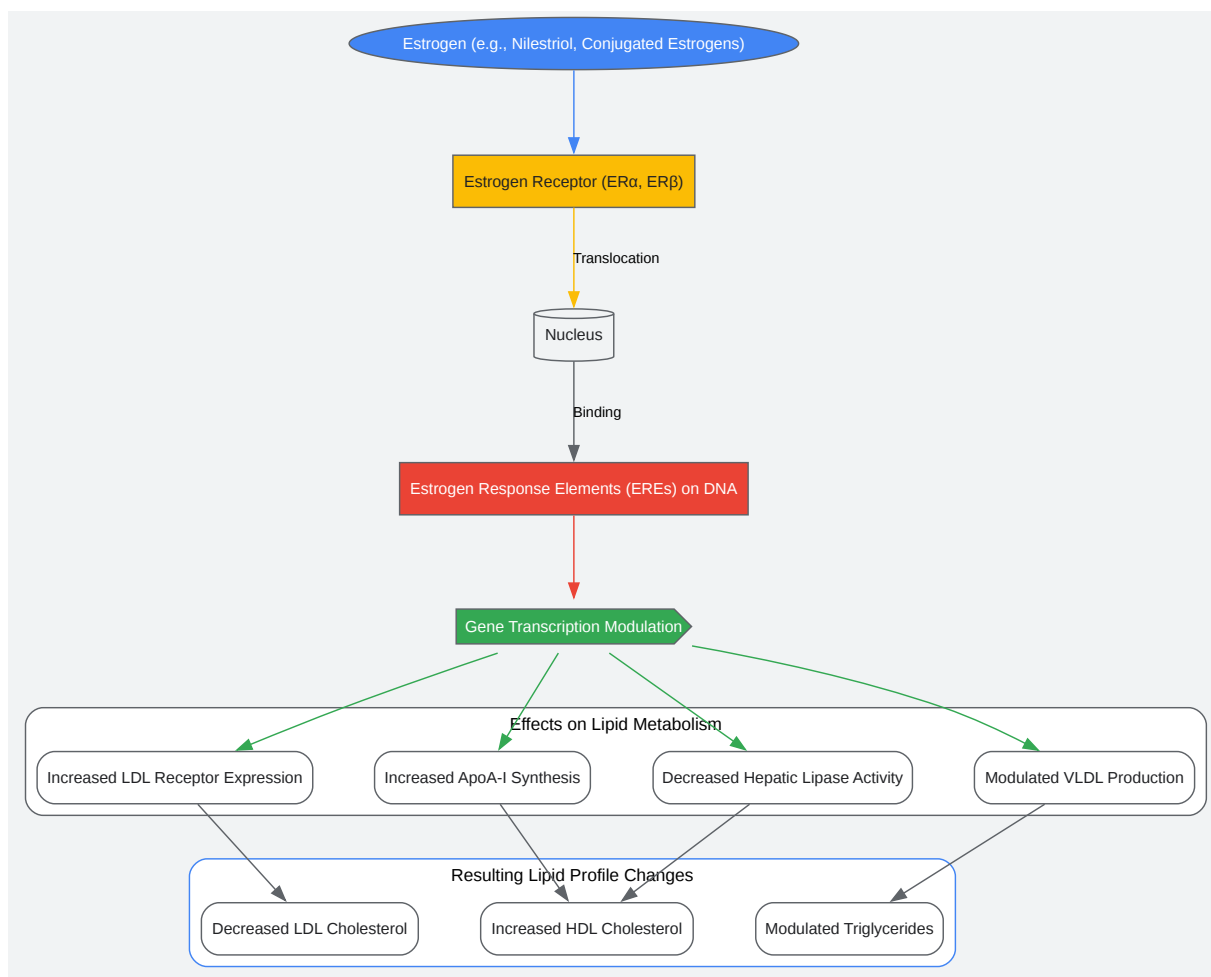 Estrogen (e.g., Nilestriol, Conjugated Estrogens)
Estrogen Receptor (ERα, ERβ)
Translocation
Nucleus
Binding
Estrogen Response Elements (EREs) on DNA
Gene Transcription Modulation
Effects on Lipid Metabolism
Increased LDL Receptor Expression
Increased ApoA-I Synthesis
Decreased Hepatic Lipase Activity
Modulated VLDL Production
Resulting Lipid Profile Changes
Decreased LDL Cholesterol
Increased HDL Cholesterol
Modulated Triglycerides